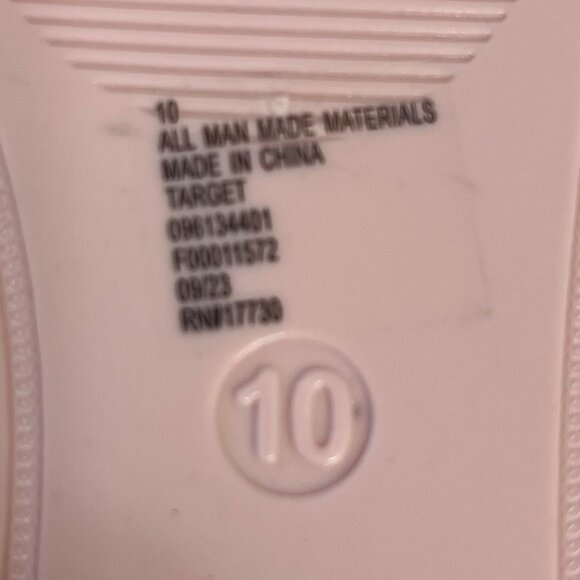 10
ALL MAN MADE MATERIALS
MADE IN CHINA
TARGET
096134401
F00011572
09/23
RN#17730
10